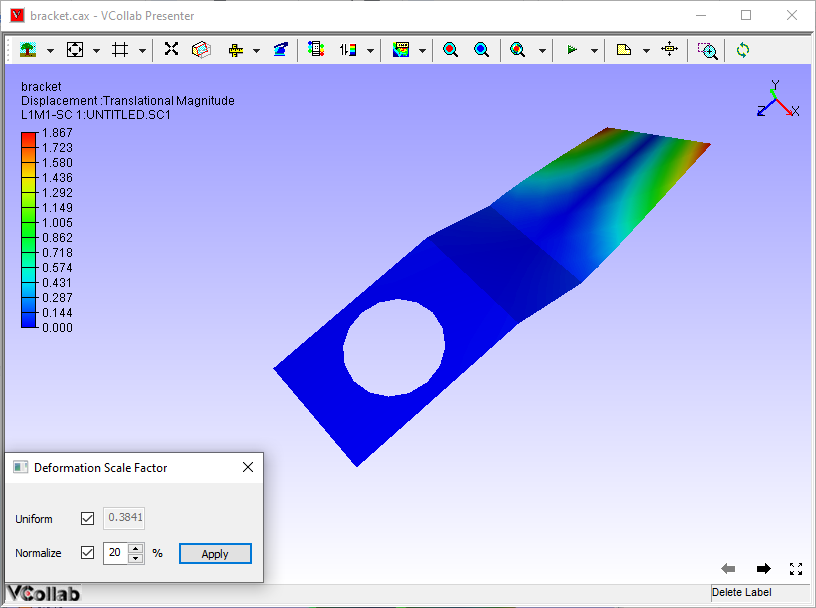 bracket.cax - VCollab Presenter
bracket
Displacement :Translational Magnitude
L1M1-SC 1:UNTITLED.SC1
1.867
1.723
1.580
1.436
1.292
1.149
1.005
0.862
0.718
0.574
0.431
0.287
0.144
0.000
Y
Z
X
Deformation Scale Factor
Uniform 0.3841
Normalize 20 % Apply
VCollab
Delete Label